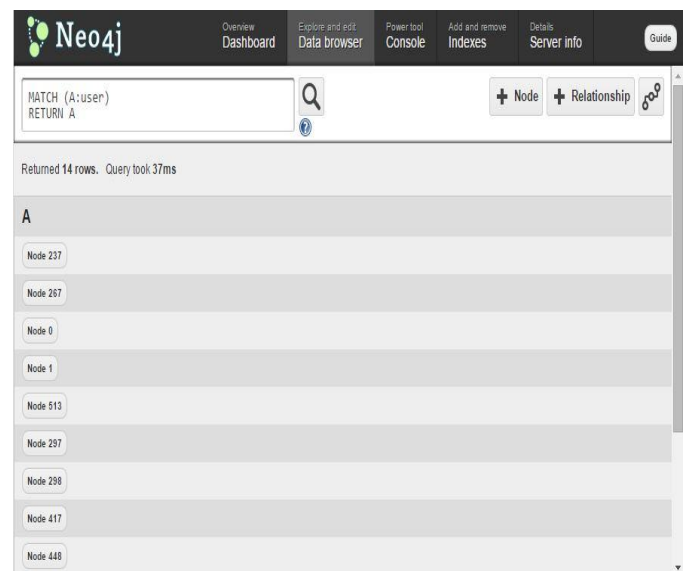 Neo4j
Overview
Dashboard
Explore and edit
Data browser
Power tool
Console
Add and remove
Indexes
Details
Server info
Guide
MATCH (A:user)
RETURN A
?
+ Node
+ Relationship
Returned 14 rows. Query took 37ms
A
Node 237
Node 267
Node 0
Node 1
Node 513
Node 297
Node 298
Node 417
Node 448